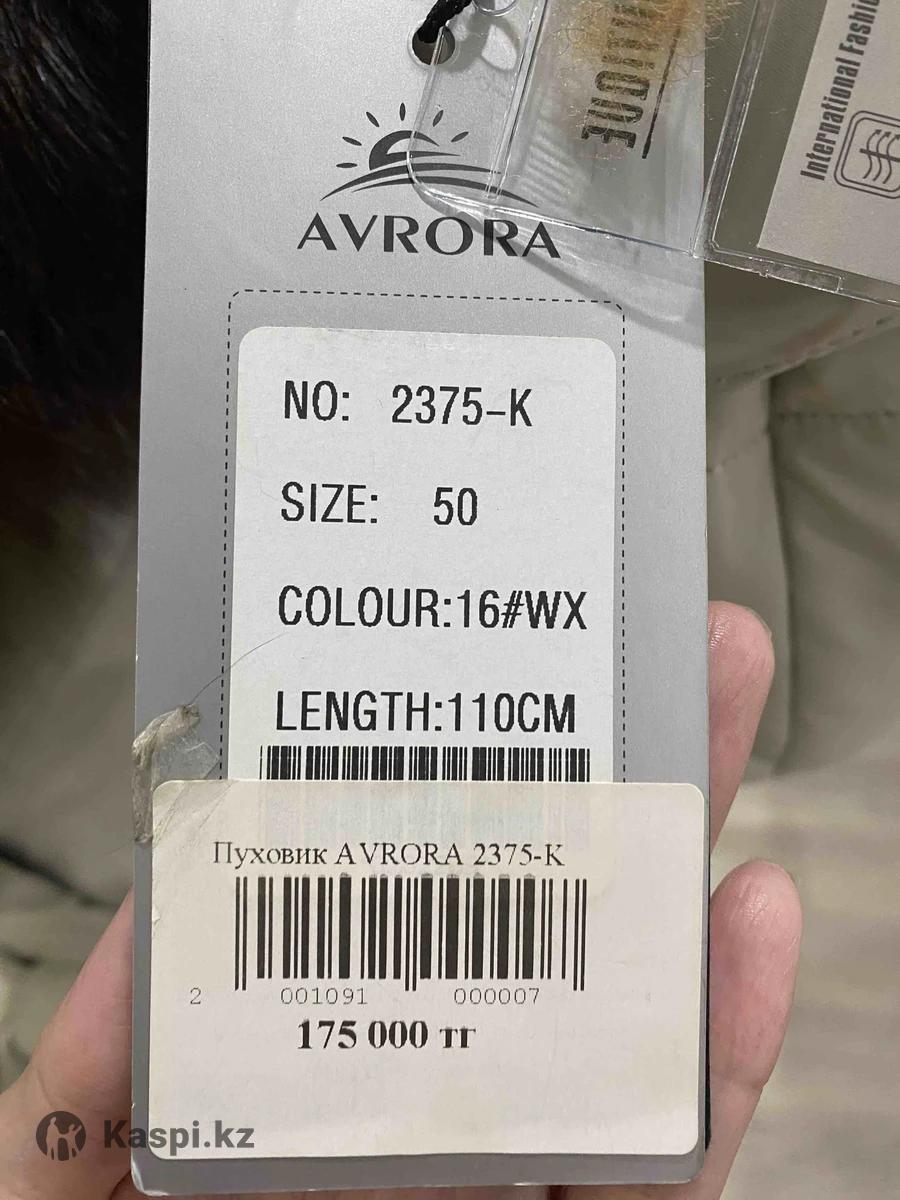 AVRORA
International Fashion
NO: 2375-K
SIZE: 50
COLOUR:16#WX
LENGTH:110CM
Пуховик AVRORA 2375-K
2 001091 000007
175 000 тг
Kaspi.kz